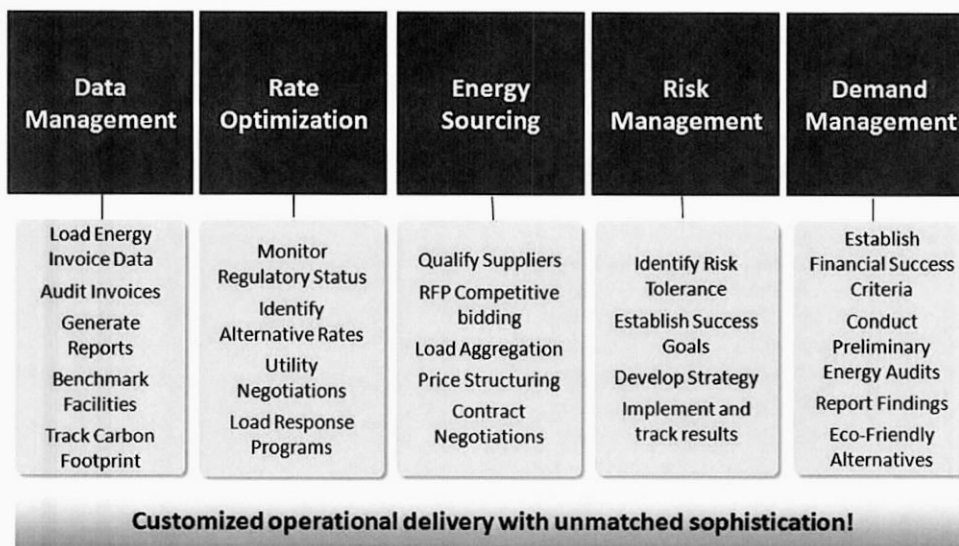 Data
Management
Rate
Optimization
Energy
Sourcing
Risk
Management
Demand
Management
Load Energy
Invoice Data
Audit Invoices
Generate
Reports
Benchmark
Facilities
Track Carbon
Footprint
Monitor
Regulatory Status
Identify
Alternative Rates
Utility
Negotiations
Load Response
Programs
Qualify Suppliers
RFP Competitive
bidding
Load Aggregation
Price Structuring
Contract
Negotiations
Identify Risk
Tolerance
Establish Success
Goals
Develop Strategy
Implement and
track results
Establish
Financial Success
Criteria
Conduct
Preliminary
Energy Audits
Report Findings
Eco-Friendly
Alternatives
Customized operational delivery with unmatched sophistication!